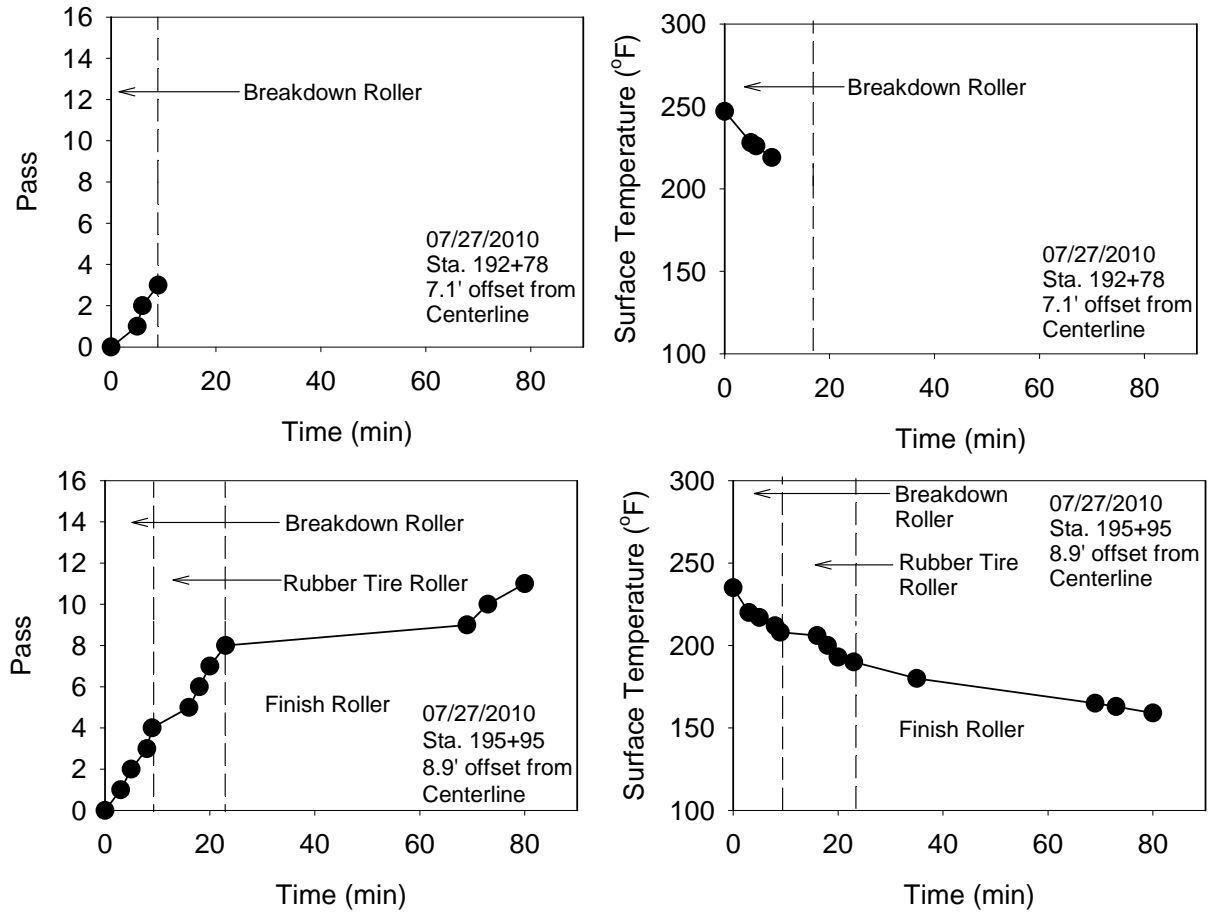 16
14
12
10
8
6
4
2
0
Pass
Breakdown Roller
07/27/2010
Sta. 192+78
7.1' offset from
Centerline
0 20 40 60 80
Time (min)
300
250
200
150
100
Surface Temperature (°F)
Breakdown Roller
07/27/2010
Sta. 192+78
7.1' offset from
Centerline
0 20 40 60 80
Time (min)
16
14
12
10
8
6
4
2
0
Pass
Breakdown Roller
Rubber Tire Roller
Finish Roller
07/27/2010
Sta. 195+95
8.9' offset from
Centerline
0 20 40 60 80
Time (min)
300
250
200
150
100
Surface Temperature (°F)
Breakdown
Roller
Rubber Tire
Roller
07/27/2010
Sta. 195+95
8.9' offset from
Centerline
Finish Roller
0 20 40 60 80
Time (min)